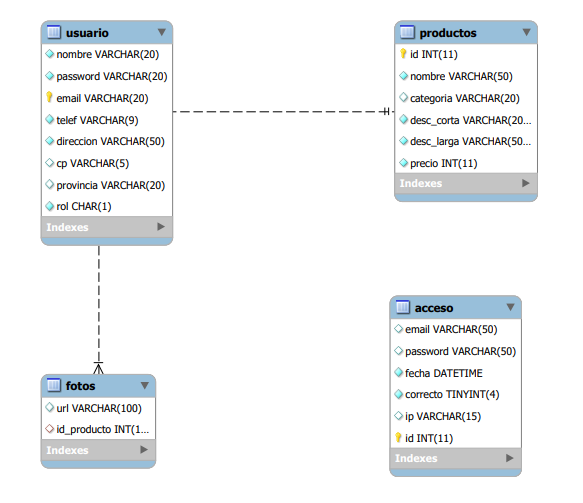 usuario
nombre VARCHAR(20)
password VARCHAR(20)
email VARCHAR(20)
telef VARCHAR(9)
direccion VARCHAR(50)
cp VARCHAR(5)
provincia VARCHAR(20)
rol CHAR(1)
Indexes
productos
id INT(11)
nombre VARCHAR(50)
categoria VARCHAR(20)
desc_corta VARCHAR(20...
desc_larga VARCHAR(50...
precio INT(11)
Indexes
fotos
url VARCHAR(100)
id_producto INT(1...
Indexes
acceso
email VARCHAR(50)
password VARCHAR(50)
fecha DATETIME
correcto TINYINT(4)
ip VARCHAR(15)
id INT(11)
Indexes